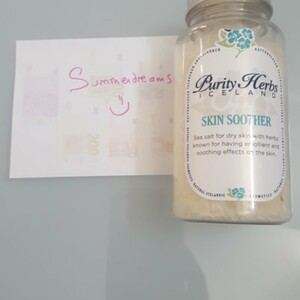 Summerdreams
Purity Herbs
ICELAND
SKIN SOOTHER
Sea salt for dry skin with herbs
known for having emollient and
soothing effects on the skin.